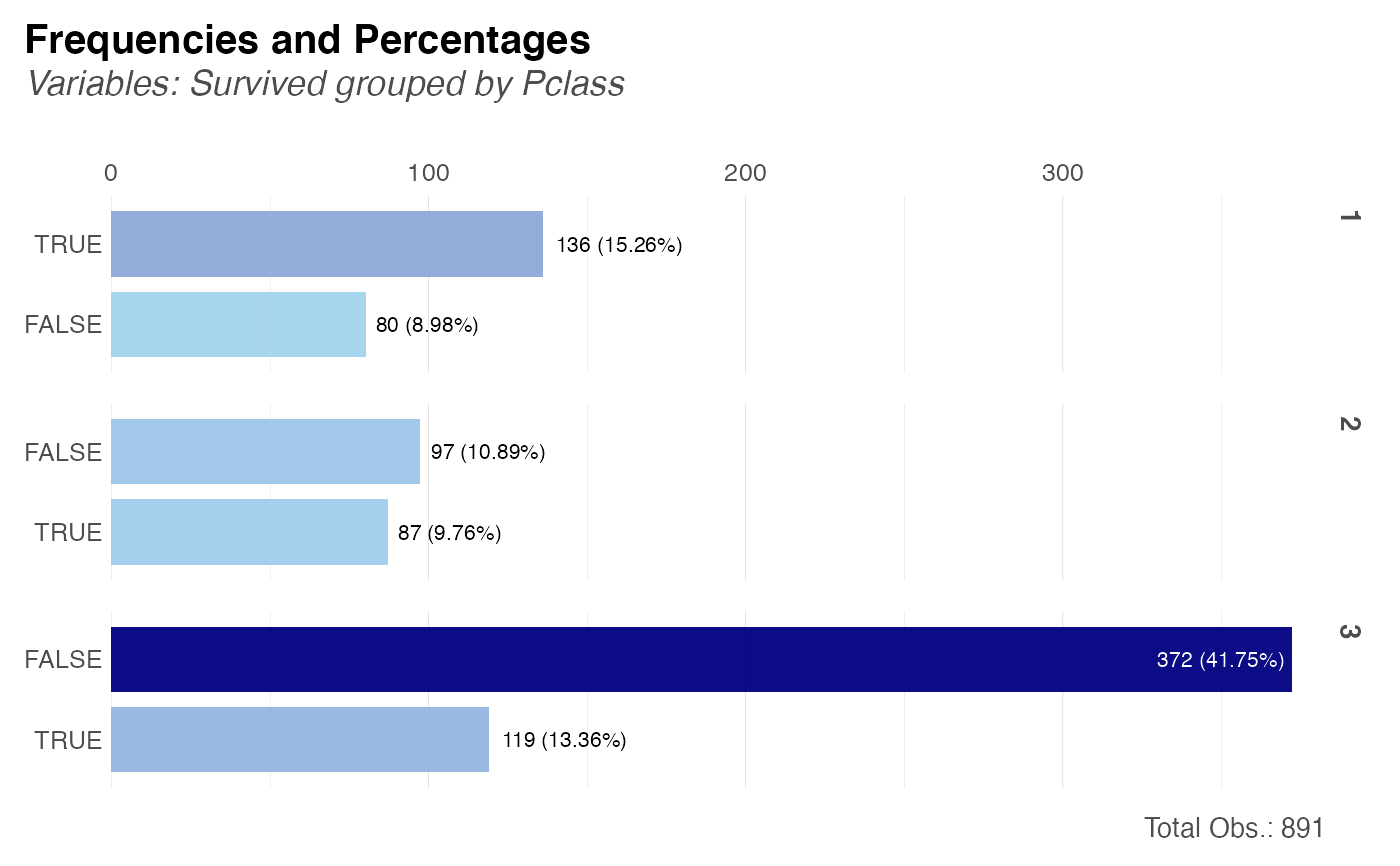 Frequencies and Percentages
Variables: Survived grouped by Pclass
0 100 200 300
1
TRUE 136 (15.26%)
FALSE 80 (8.98%)
2
FALSE 97 (10.89%)
TRUE 87 (9.76%)
3
FALSE 372 (41.75%)
TRUE 119 (13.36%)
Total Obs.: 891